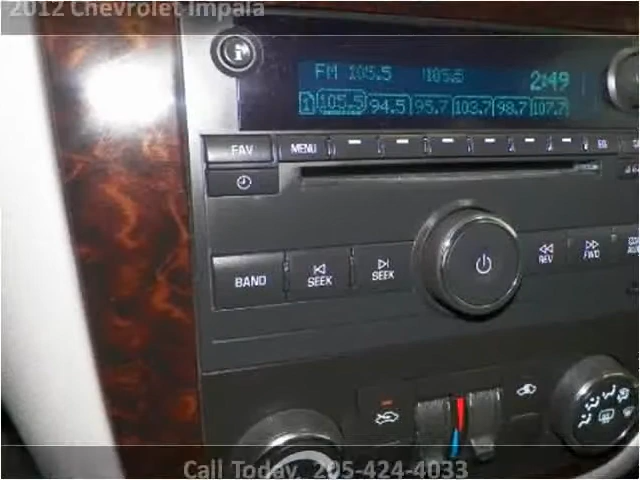 2012 Chevrolet Impala
FM 105.5 105.5 2:49
1 105.5 94.5 95.7 103.7 98.7 107.7
FAV MENU
BAND SEEK SEEK REV FWD
Call Today, 205-424-4033